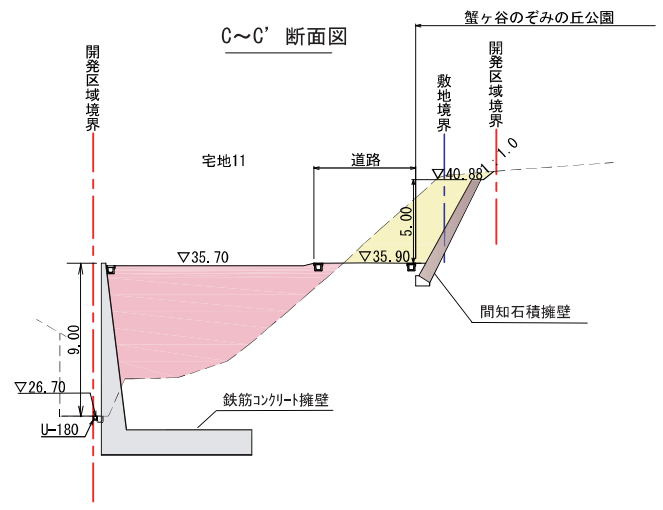 蟹ヶ谷のぞみの丘公園
C～C’ 断面図
開発区域境界
敷地境界
開発区域境界
1：1.0
宅地11
道路
▽40.88
5.00
▽35.70
▽35.90
間知石積擁壁
9.00
▽26.70
U-180
鉄筋コンクリート擁壁